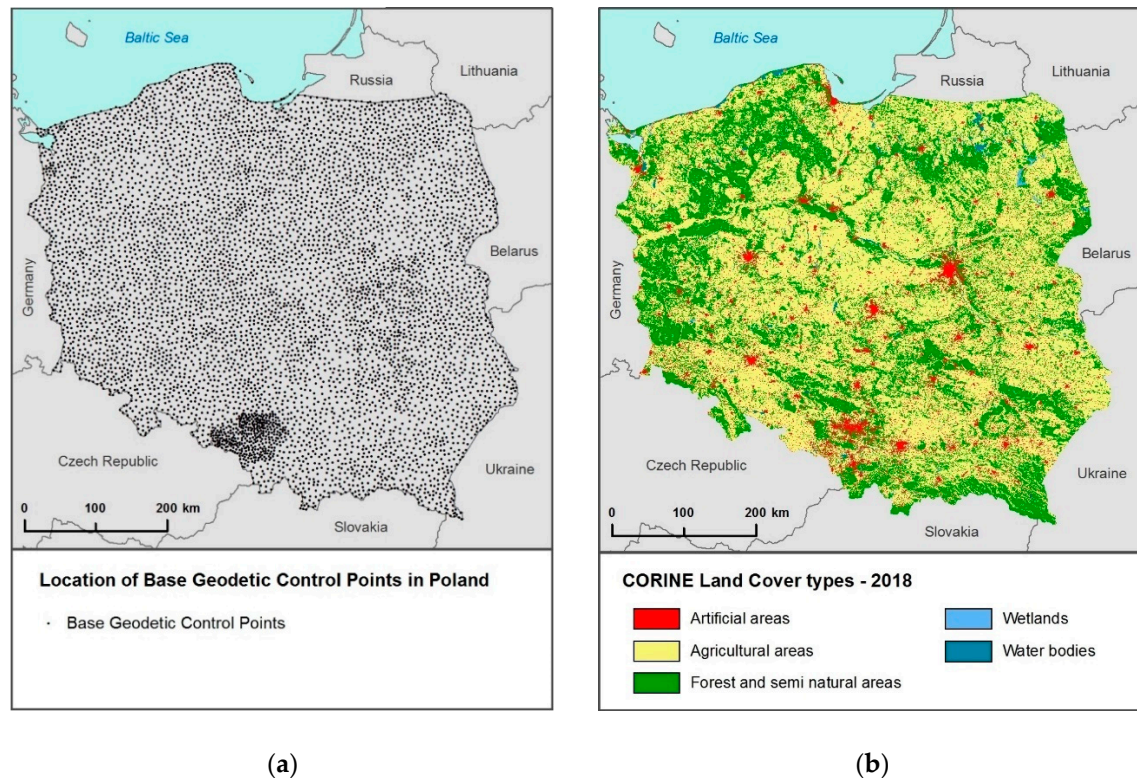 Baltic Sea
Lithuania
Russia
Belarus
Germany
Czech Republic
Ukraine
Slovakia
0 100 200 km
Location of Base Geodetic Control Points in Poland
Base Geodetic Control Points
(a)
Baltic Sea
Lithuania
Russia
Belarus
Germany
Czech Republic
Ukraine
Slovakia
0 100 200 km
CORINE Land Cover types - 2018
Artificial areas
Agricultural areas
Forest and semi natural areas
Wetlands
Water bodies
(b)